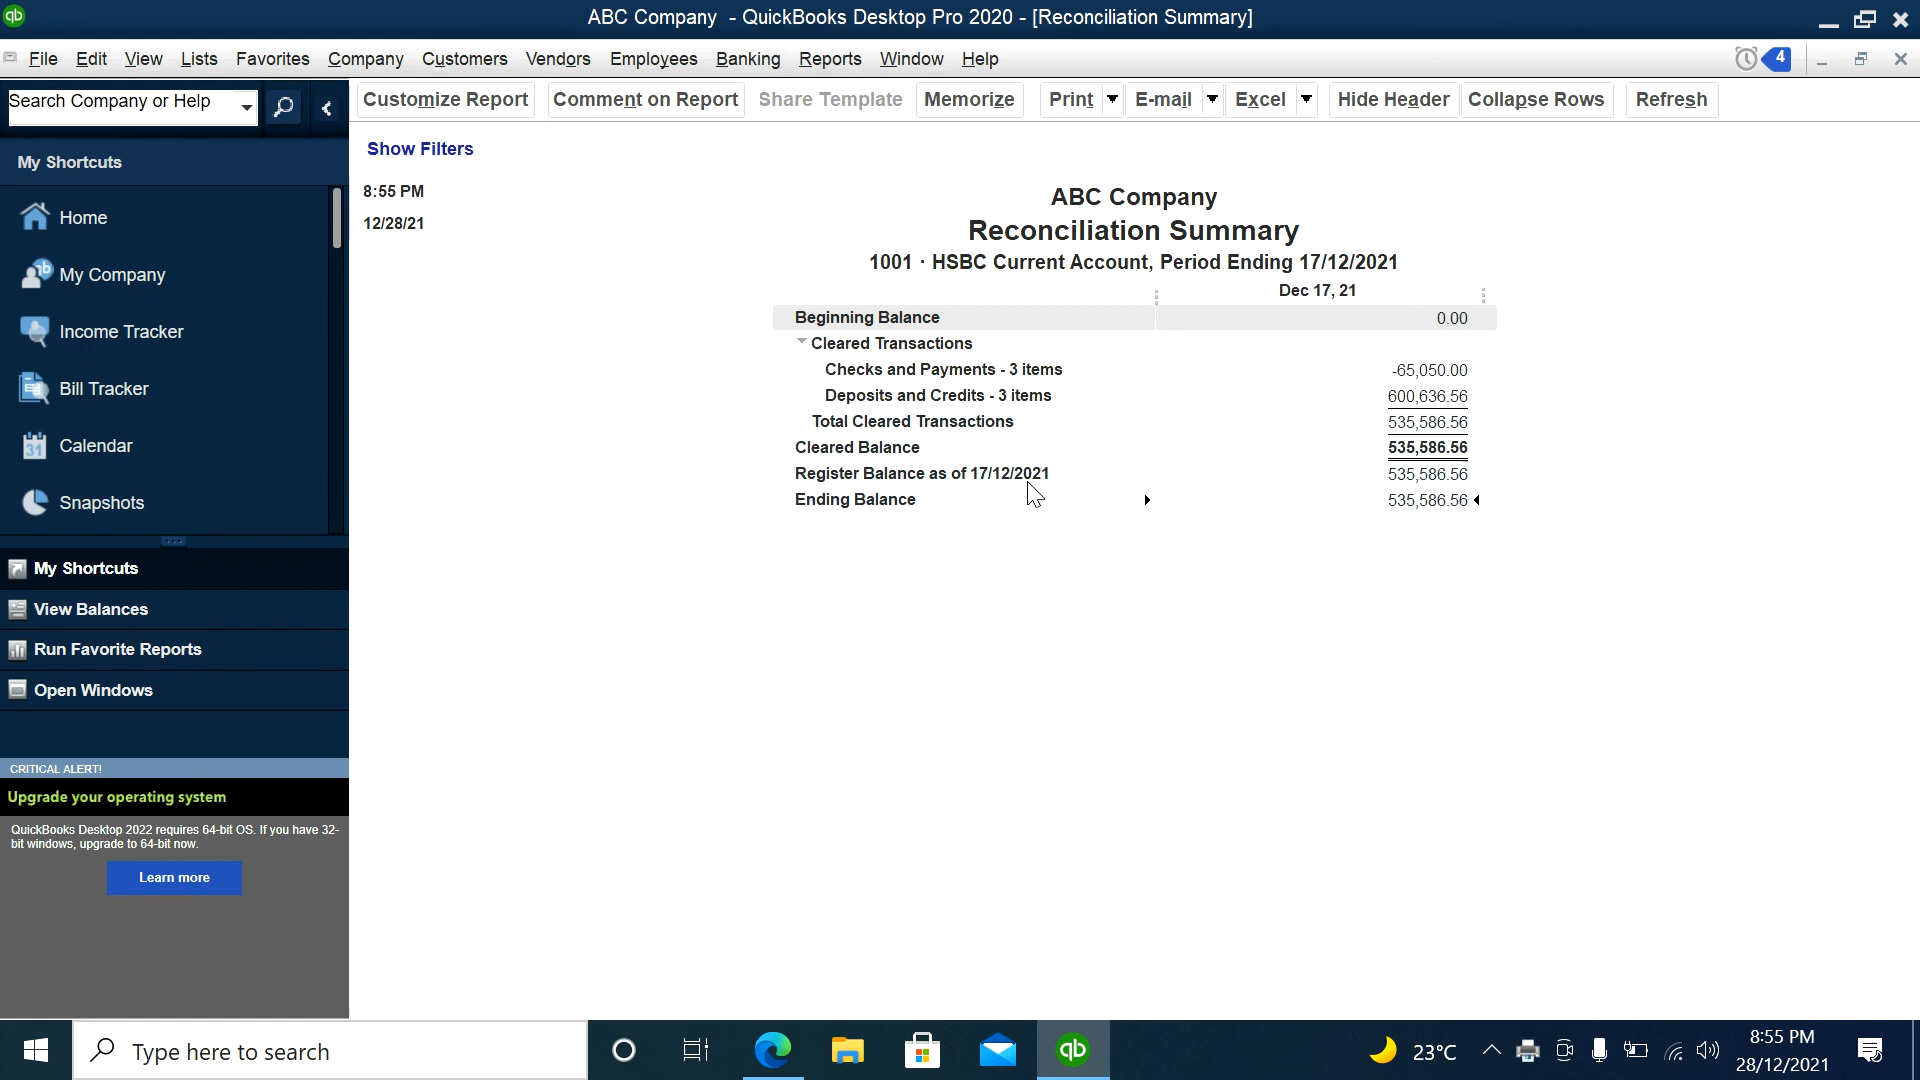 qb ABC Company - QuickBooks Desktop Pro 2020 - [Reconciliation Summary]
File Edit View Lists Favorites Company Customers Vendors Employees Banking Reports Window Help 4
Search Company or Help
Customize Report Comment on Report Share Template Memorize Print E-mail Excel Hide Header Collapse Rows Refresh
My Shortcuts
Home
My Company
Income Tracker
Bill Tracker
31 Calendar
Snapshots
My Shortcuts
View Balances
Run Favorite Reports
Open Windows
CRITICAL ALERT!
Upgrade your operating system
QuickBooks Desktop 2022 requires 64-bit OS. If you have 32-
bit windows, upgrade to 64-bit now.
Learn more
Show Filters
8:55 PM
12/28/21
ABC Company
Reconciliation Summary
1001 · HSBC Current Account, Period Ending 17/12/2021
Dec 17, 21
Beginning Balance 0.00
Cleared Transactions
Checks and Payments - 3 items -65,050.00
Deposits and Credits - 3 items 600,636.56
Total Cleared Transactions 535,586.56
Cleared Balance 535,586.56
Register Balance as of 17/12/2021 535,586.56
Ending Balance 535,586.56
Type here to search
qb
23°C
8:55 PM
28/12/2021